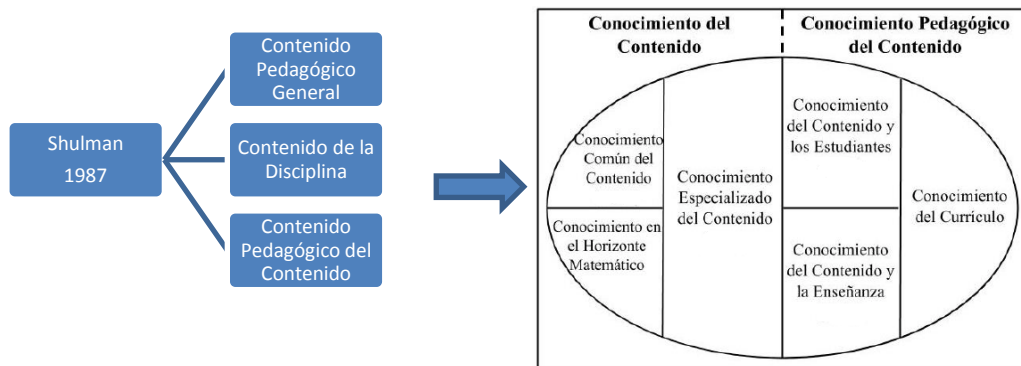 Shulman
1987
Contenido
Pedagógico
General
Contenido de la
Disciplina
Contenido
Pedagógico del
Contenido
Conocimiento del
Contenido
Conocimiento Pedagógico
del Contenido
Conocimiento
Común del
Contenido
Conocimiento en
el Horizonte
Matemático
Conocimiento
Especializado
del Contenido
Conocimiento
del Contenido y
los Estudiantes
Conocimiento
del Contenido y
la Enseñanza
Conocimiento
del Currículo